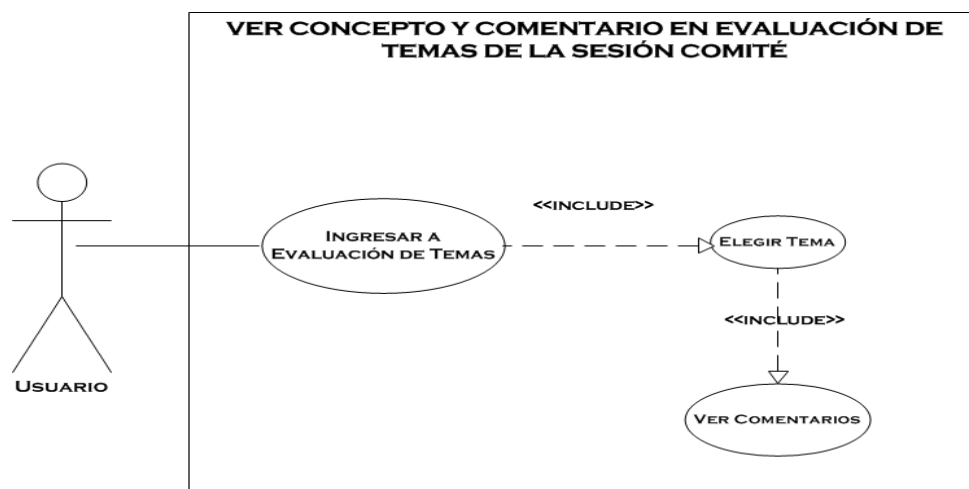 VER CONCEPTO Y COMENTARIO EN EVALUACIÓN DE
TEMAS DE LA SESIÓN COMITÉ
<<INCLUDE>>
INGRESAR A
EVALUACIÓN DE TEMAS
ELEGIR TEMA
<<INCLUDE>>
USUARIO
VER COMENTARIOS